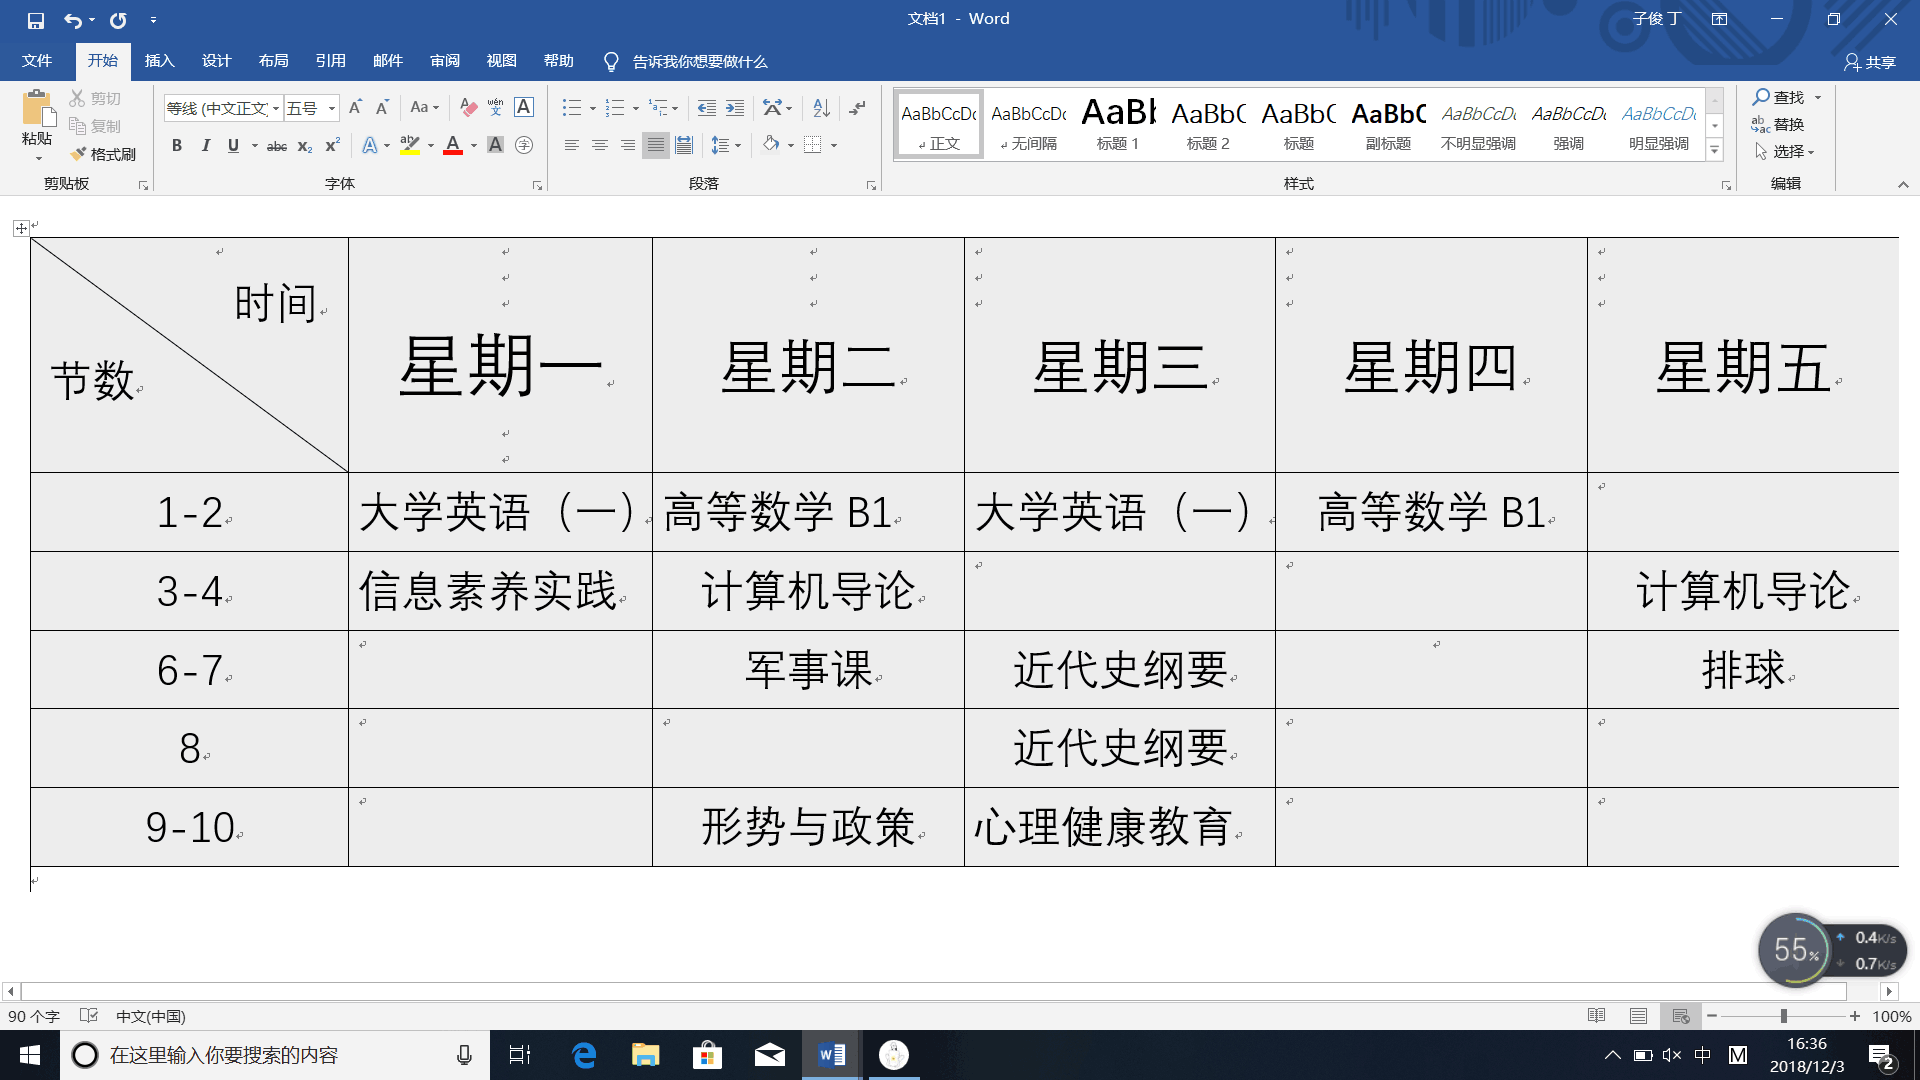 文档1 - Word
子俊 丁
文件 开始 插入 设计 布局 引用 邮件 审阅 视图 帮助 告诉我你想要做什么 共享
粘贴
剪切
复制
格式刷
剪贴板
等线 (中文正文) 五号
字体
段落
AaBbCcDc 正文
AaBbCcDc 无间隔
AaBl 标题 1
AaBbC 标题 2
AaBbC 标题
AaBbC 副标题
AaBbCcDc 不明显强调
AaBbCcDc 强调
AaBbCcDc 明显强调
样式
查找
替换
选择
编辑
时间
节数
星期一 星期二 星期三 星期四 星期五
1-2 大学英语（一） 高等数学 B1 大学英语（一） 高等数学 B1
3-4 信息素养实践 计算机导论 计算机导论
6-7 军事课 近代史纲要 排球
8 近代史纲要
9-10 形势与政策 心理健康教育
55%
0.4K/s
0.7K/s
90 个字 中文(中国) 100%
在这里输入你要搜索的内容
中 M
16:36
2018/12/3
2